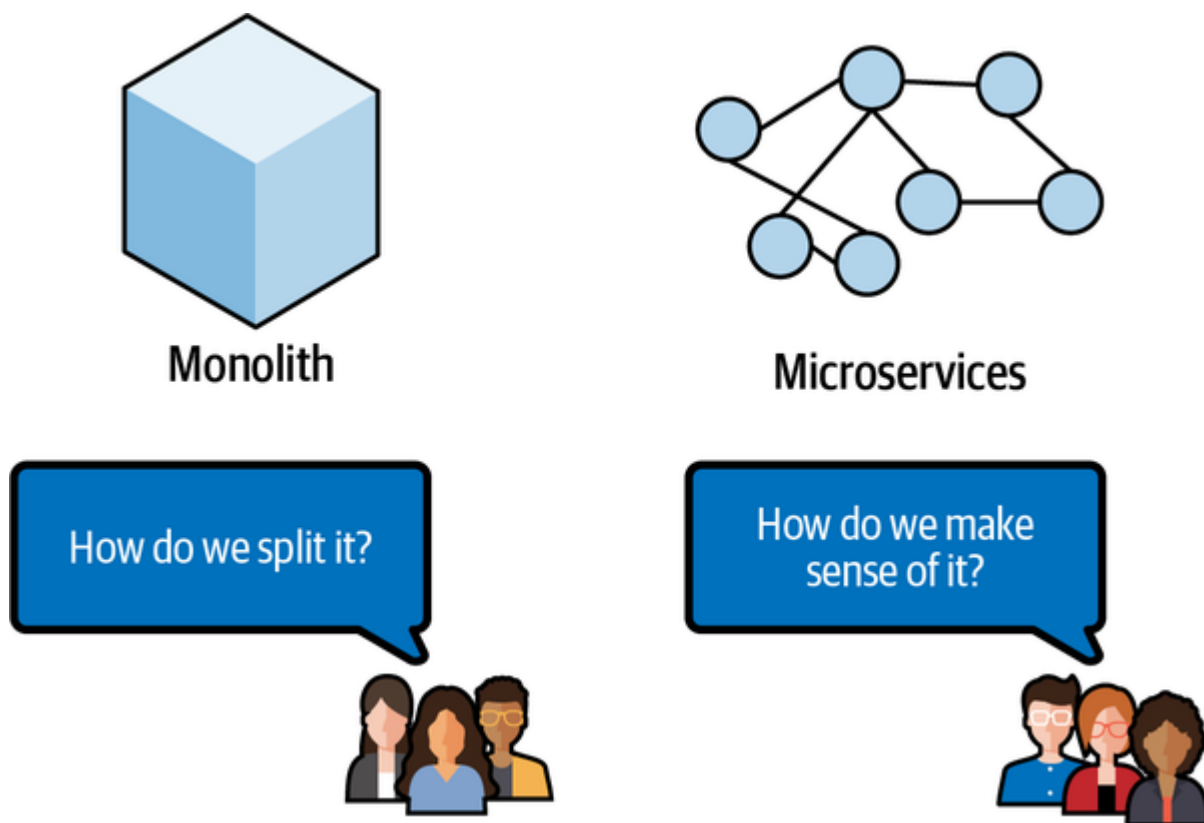 Monolith
Microservices
How do we split it?
How do we make
sense of it?